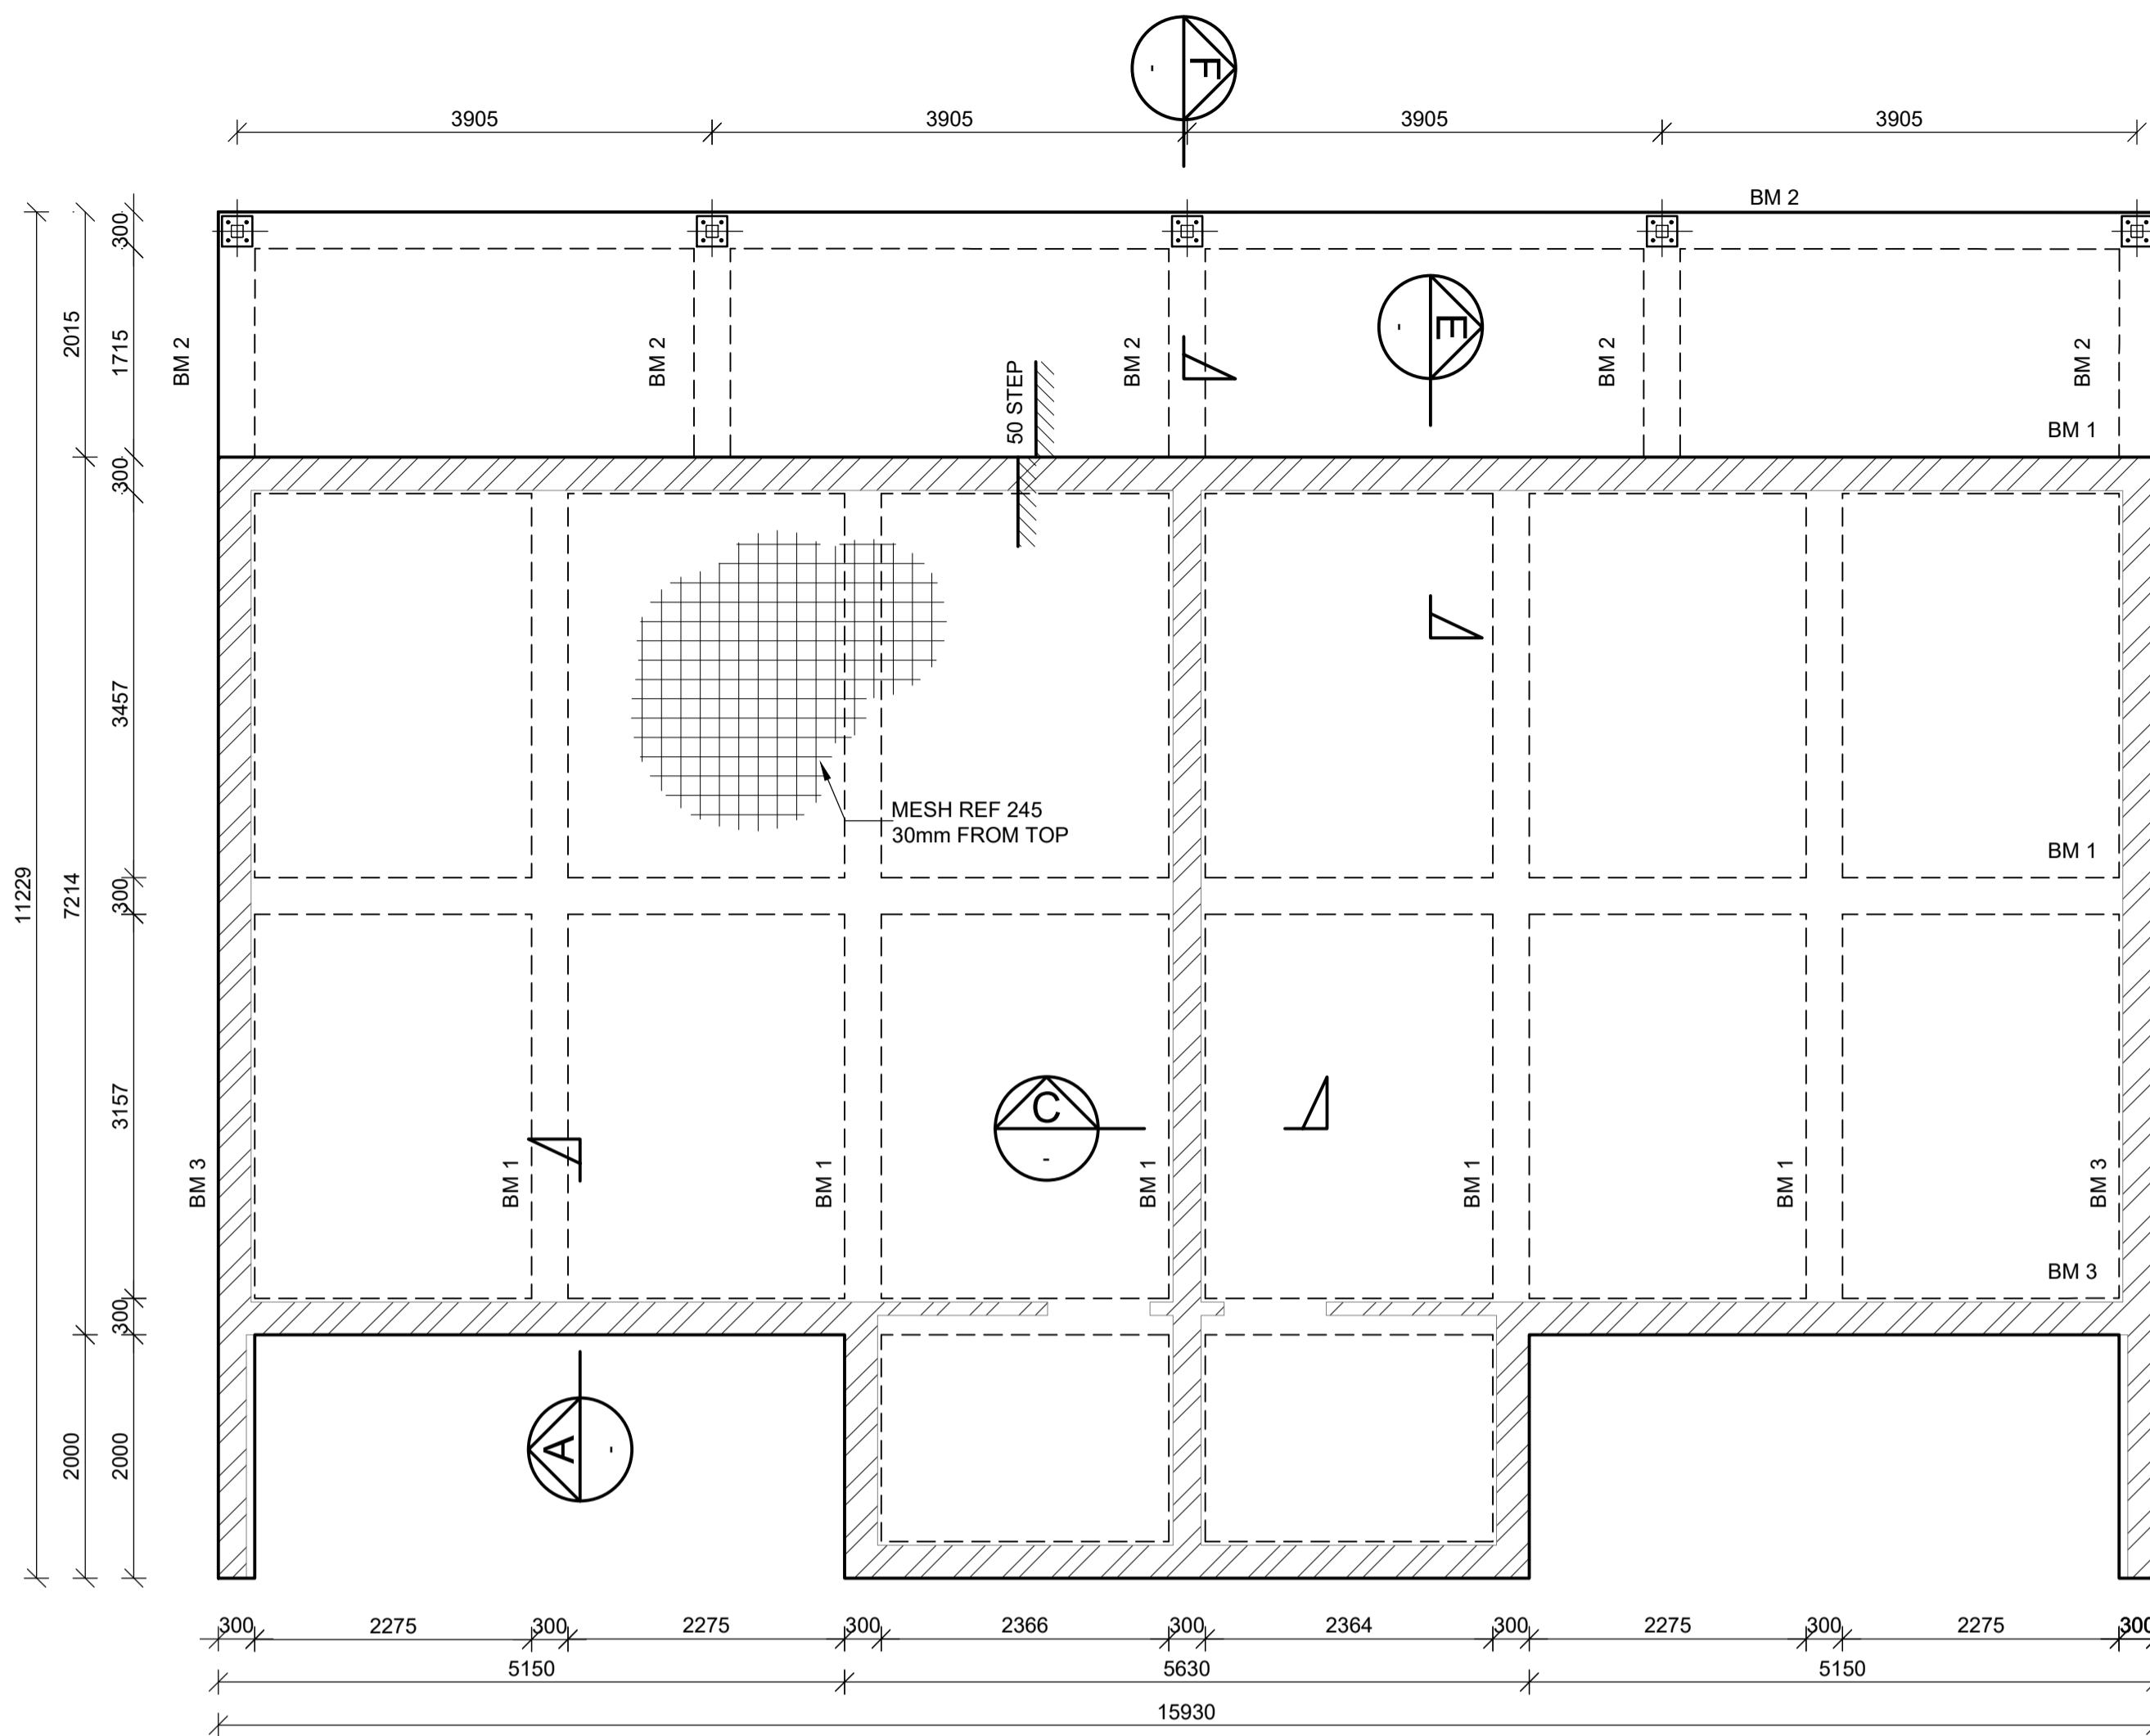 F
-
3905 3905 3905 3905
BM 2
300
2015
1715
BM 2
BM 2
BM 2
BM 2
BM 2
E
-
50 STEP
BM 1
300
3457
MESH REF 245
30mm FROM TOP
BM 1
11229
7214
300
3157
C
-
BM 3
BM 1
BM 1
BM 1
BM 1
BM 1
BM 3
BM 3
300
2000
2000
A
-
300 2275 300 2275 300 2366 300 2364 300 2275 300 2275 300
5150 5630 5150
15930